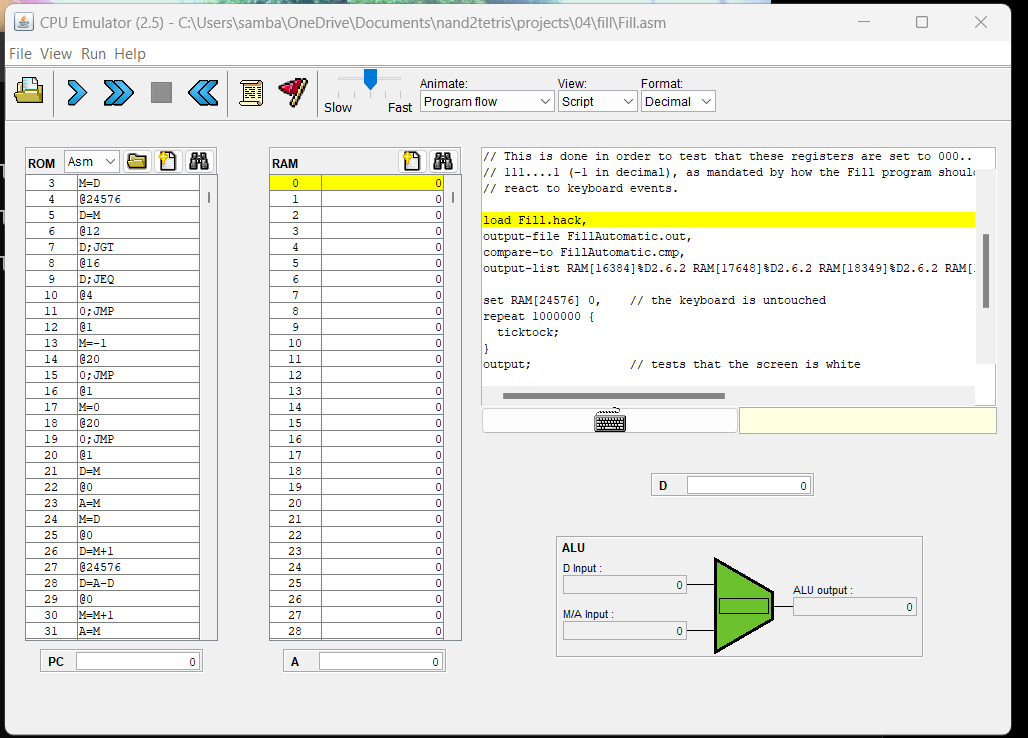 CPU Emulator (2.5) - C:\Users\samba\OneDrive\Documents\nand2tetris\projects\04\fill\Fill.asm
File View Run Help
Slow Fast
Animate:
Program flow
View:
Script
Format:
Decimal
ROM Asm
3 M=D
4 @24576
5 D=M
6 @12
7 D;JGT
8 @16
9 D;JEQ
10 @4
11 0;JMP
12 @1
13 M=-1
14 @20
15 0;JMP
16 @1
17 M=0
18 @20
19 0;JMP
20 @1
21 D=M
22 @0
23 A=M
24 M=D
25 @0
26 D=M+1
27 @24576
28 D=A-D
29 @0
30 M=M+1
31 A=M
PC 0
RAM
0 0
1 0
2 0
3 0
4 0
5 0
6 0
7 0
8 0
9 0
10 0
11 0
12 0
13 0
14 0
15 0
16 0
17 0
18 0
19 0
20 0
21 0
22 0
23 0
24 0
25 0
26 0
27 0
28 0
A 0
// This is done in order to test that these registers are set to 000..
// 111....1 (-1 in decimal), as mandated by how the Fill program shoul
// react to keyboard events.
load Fill.hack,
output-file FillAutomatic.out,
compare-to FillAutomatic.cmp,
output-list RAM[16384]%D2.6.2 RAM[17648]%D2.6.2 RAM[18349]%D2.6.2 RAM[
set RAM[24576] 0, // the keyboard is untouched
repeat 1000000 {
ticktock;
}
output; // tests that the screen is white
D 0
ALU
D Input :
0
M/A Input :
0
ALU output :
0